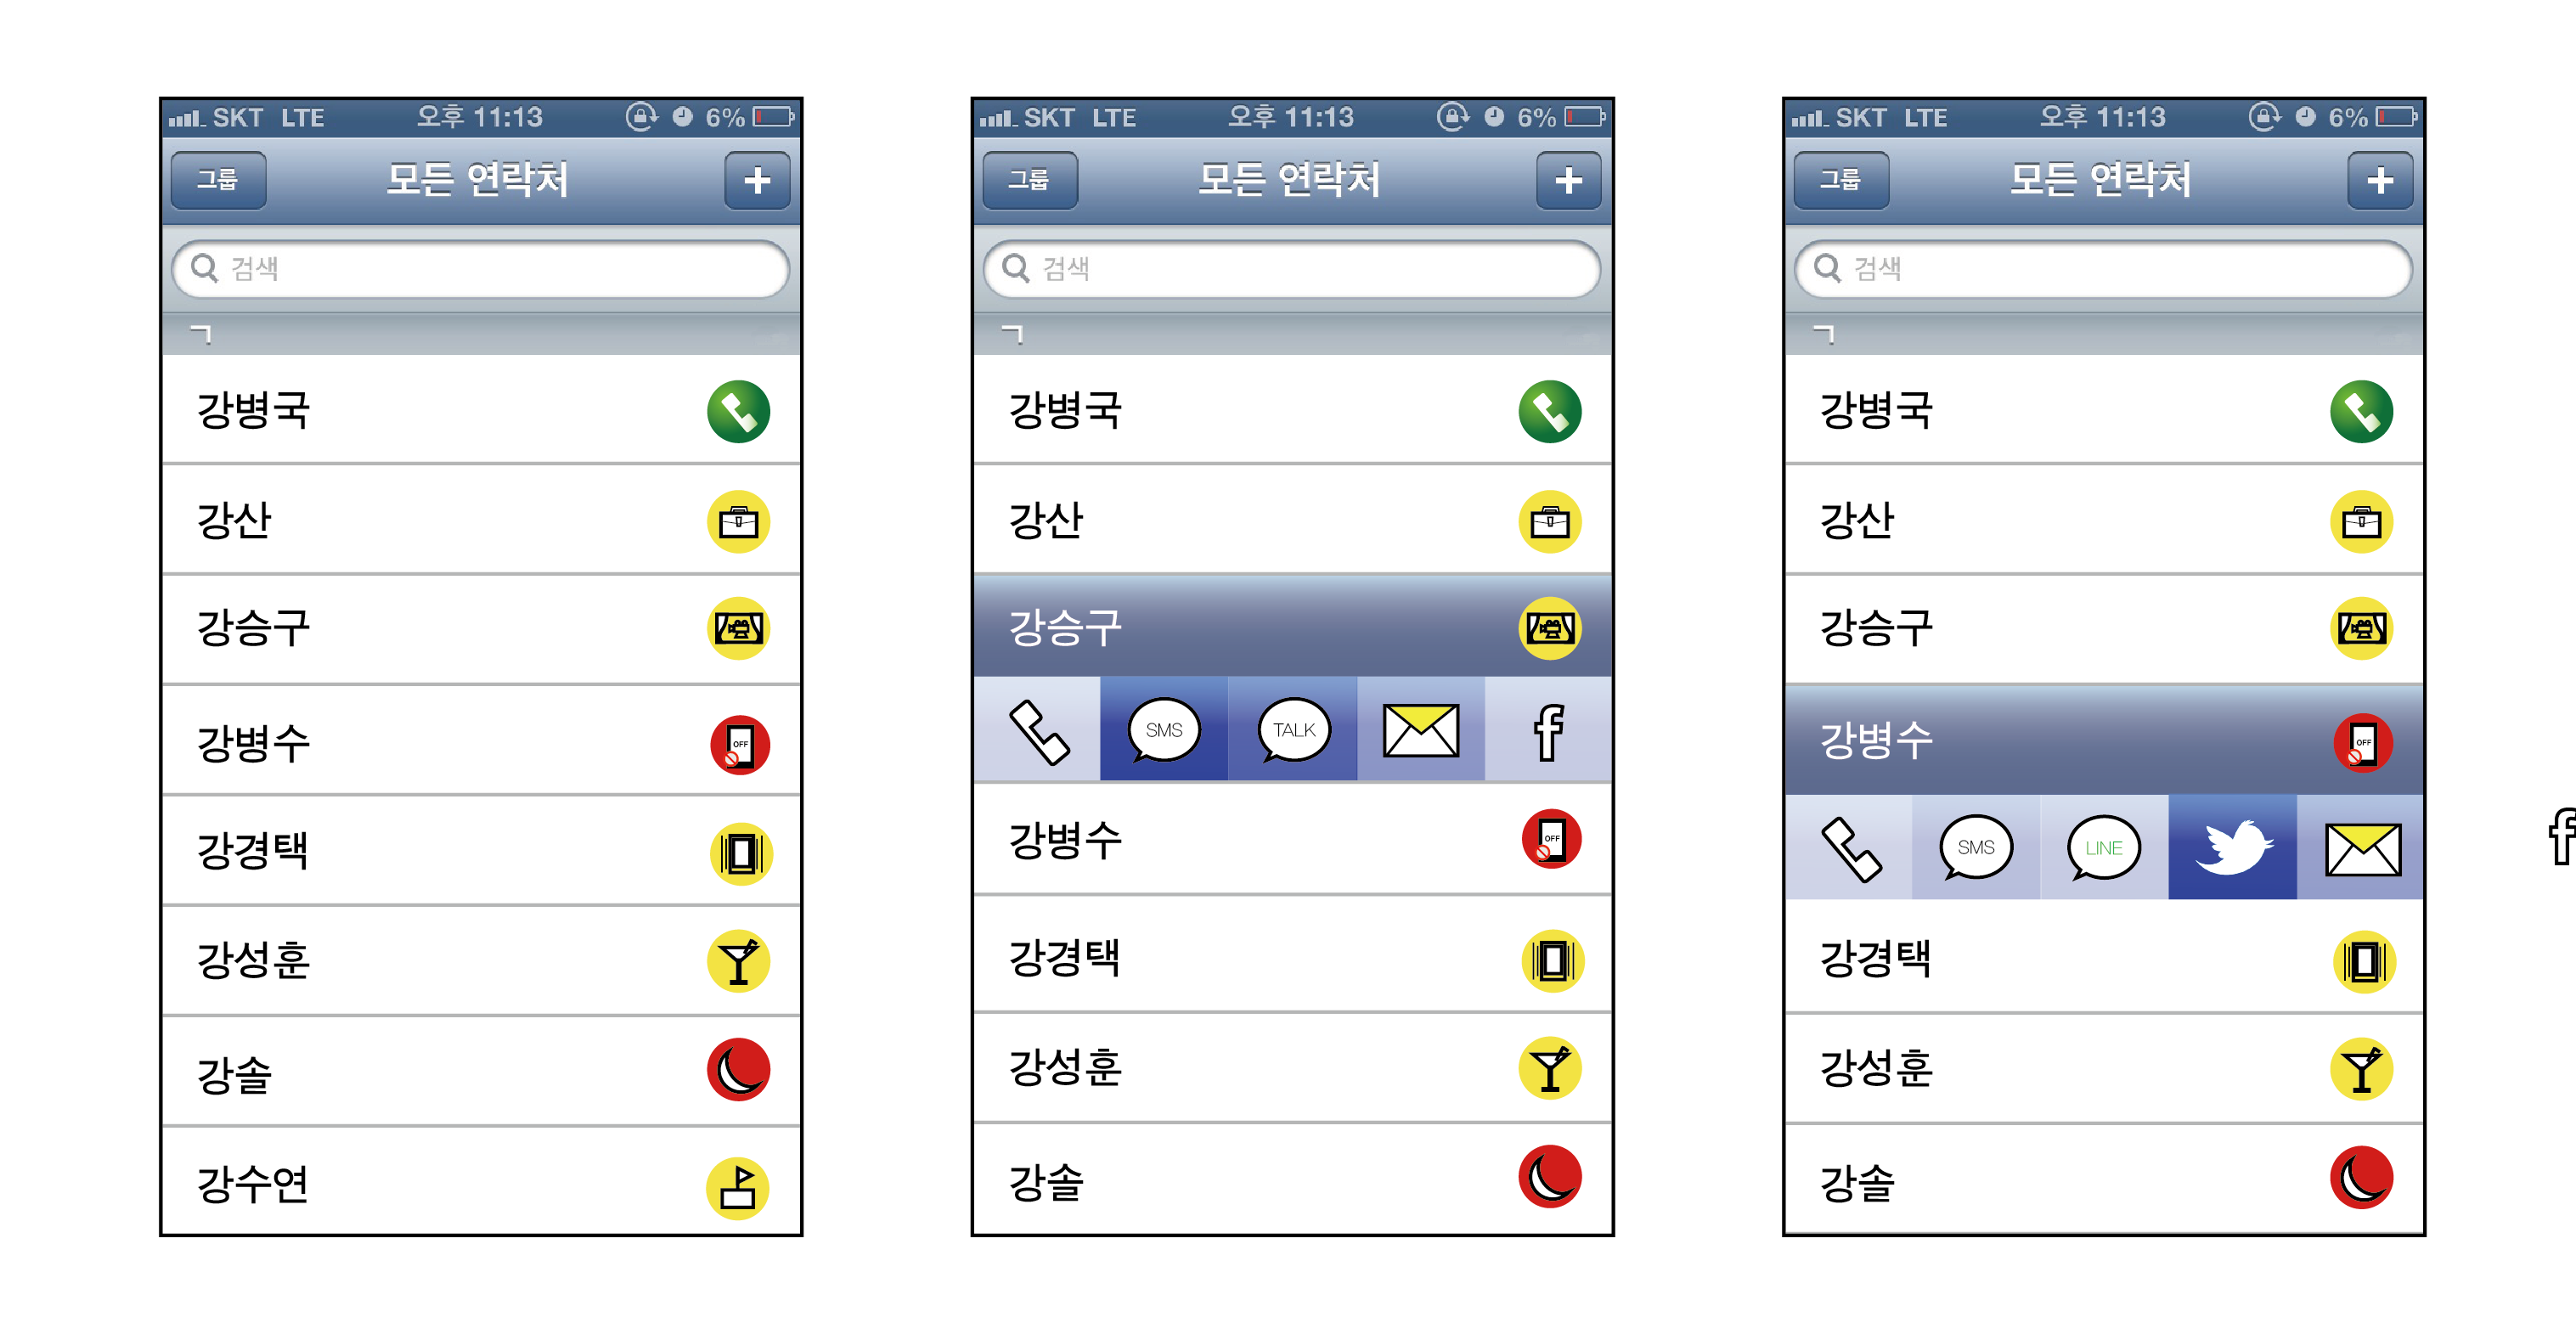 SKT LTE 오후 11:13 6%
그룹 모든 연락처 +
검색
ㄱ
강병국
강산
강승구
강병수
OFF
강경택
강성훈
강솔
강수연
SKT LTE 오후 11:13 6%
그룹 모든 연락처 +
검색
ㄱ
강병국
강산
강승구
SMS TALK f
강병수
OFF
강경택
강성훈
강솔
SKT LTE 오후 11:13 6%
그룹 모든 연락처 +
검색
ㄱ
강병국
강산
강승구
강병수
OFF
SMS LINE
강경택
강성훈
강솔
f